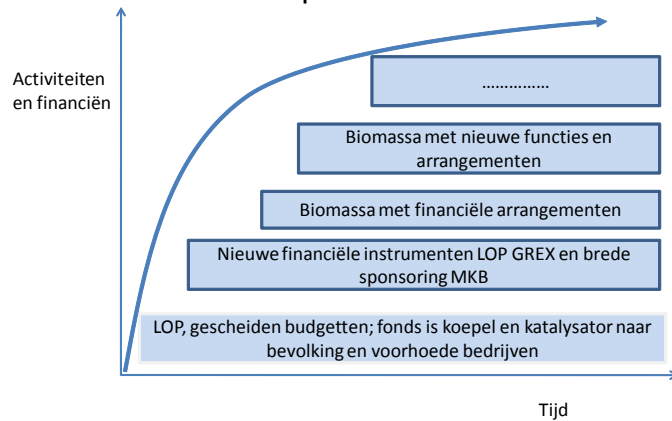 Activiteiten
en financiën
……………
Biomassa met nieuwe functies en
arrangementen
Biomassa met financiële arrangementen
Nieuwe financiële instrumenten LOP GREX en brede
sponsoring MKB
LOP, gescheiden budgetten; fonds is koepel en katalysator naar
bevolking en voorhoede bedrijven
Tijd